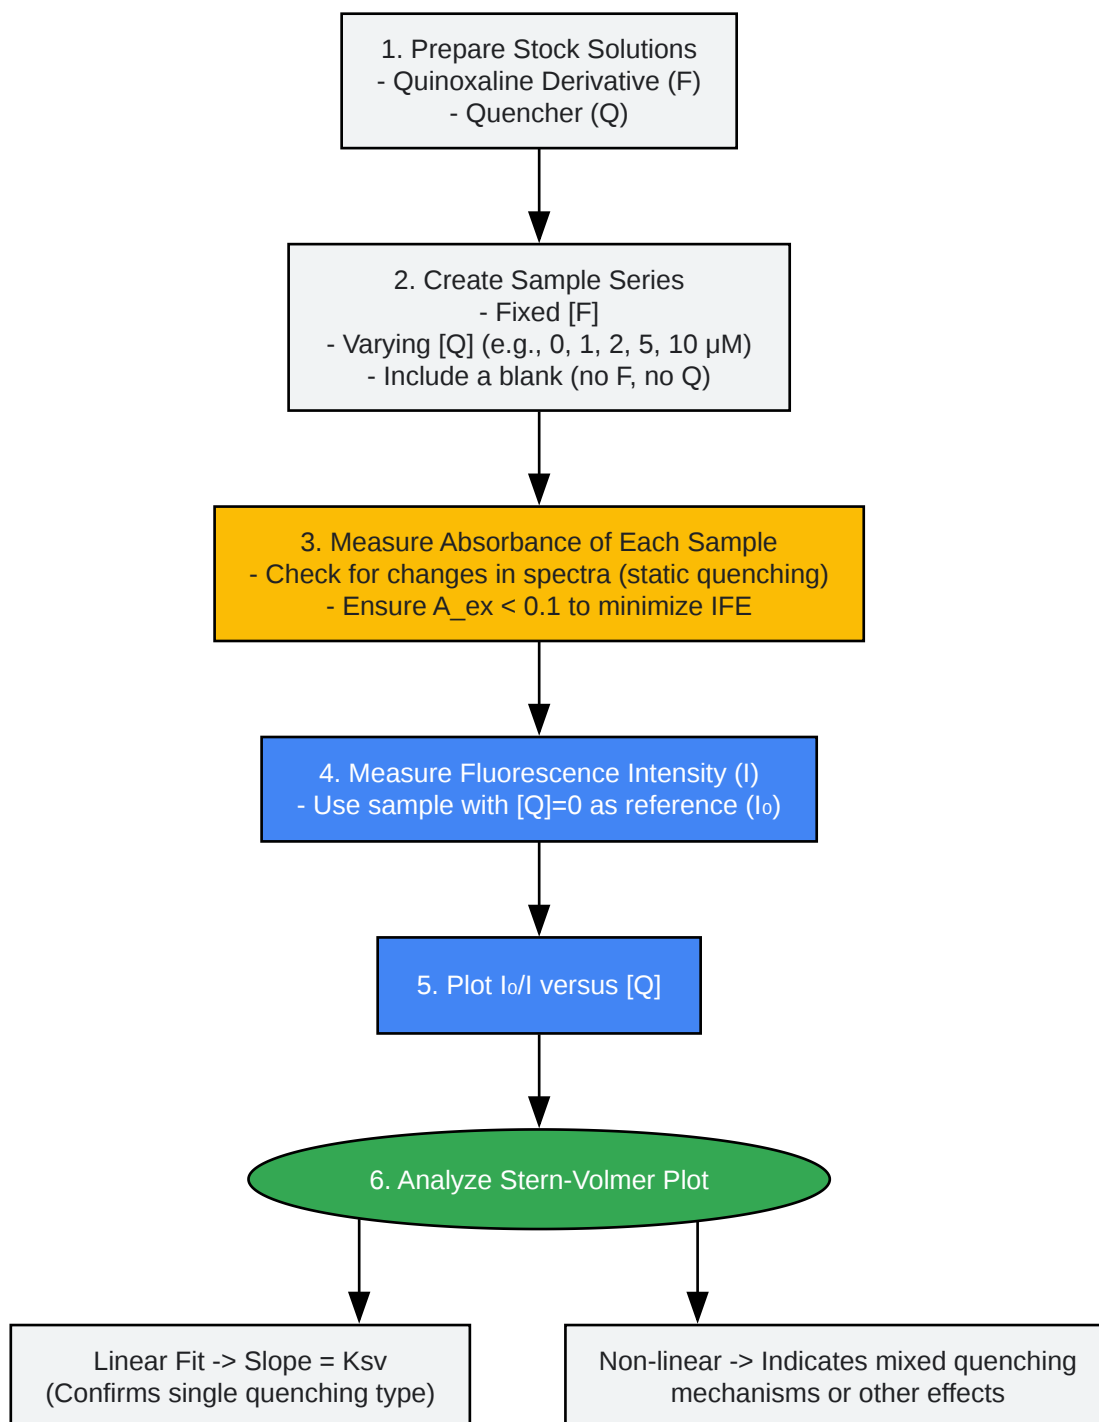 1. Prepare Stock Solutions
- Quinoxaline Derivative (F)
- Quencher (Q)
2. Create Sample Series
- Fixed [F]
- Varying [Q] (e.g., 0, 1, 2, 5, 10 μM)
- Include a blank (no F, no Q)
3. Measure Absorbance of Each Sample
- Check for changes in spectra (static quenching)
- Ensure A_ex < 0.1 to minimize IFE
4. Measure Fluorescence Intensity (I)
- Use sample with [Q]=0 as reference (I₀)
5. Plot I₀/I versus [Q]
6. Analyze Stern-Volmer Plot
Linear Fit -> Slope = Ksv
(Confirms single quenching type)
Non-linear -> Indicates mixed quenching
mechanisms or other effects